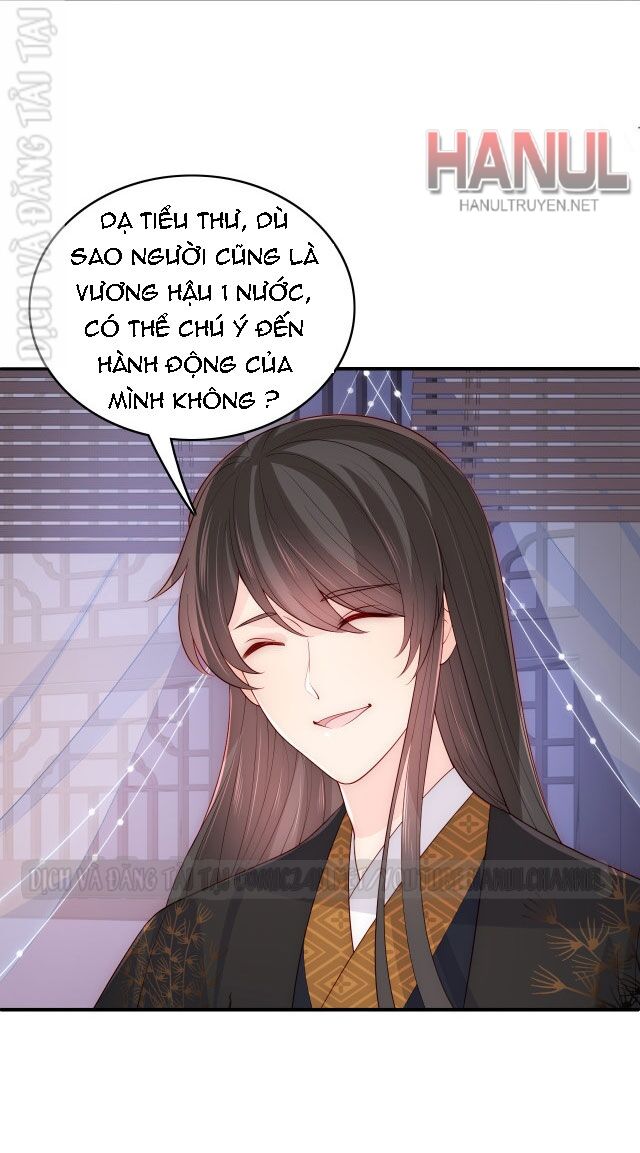 DỊCH VÀ ĐĂNG TẢI TẠI
HANUL
HANULTRUYEN.NET
DẠ TIỂU THƯ, DÙ
SAO NGƯỜI CŨNG LÀ
VƯƠNG HẬU 1 NƯỚC,
CÓ THỂ CHÚ Ý ĐẾN
HÀNH ĐỘNG CỦA
MÌNH KHÔNG ?
DỊCH VÀ ĐĂNG TẢI TẠI